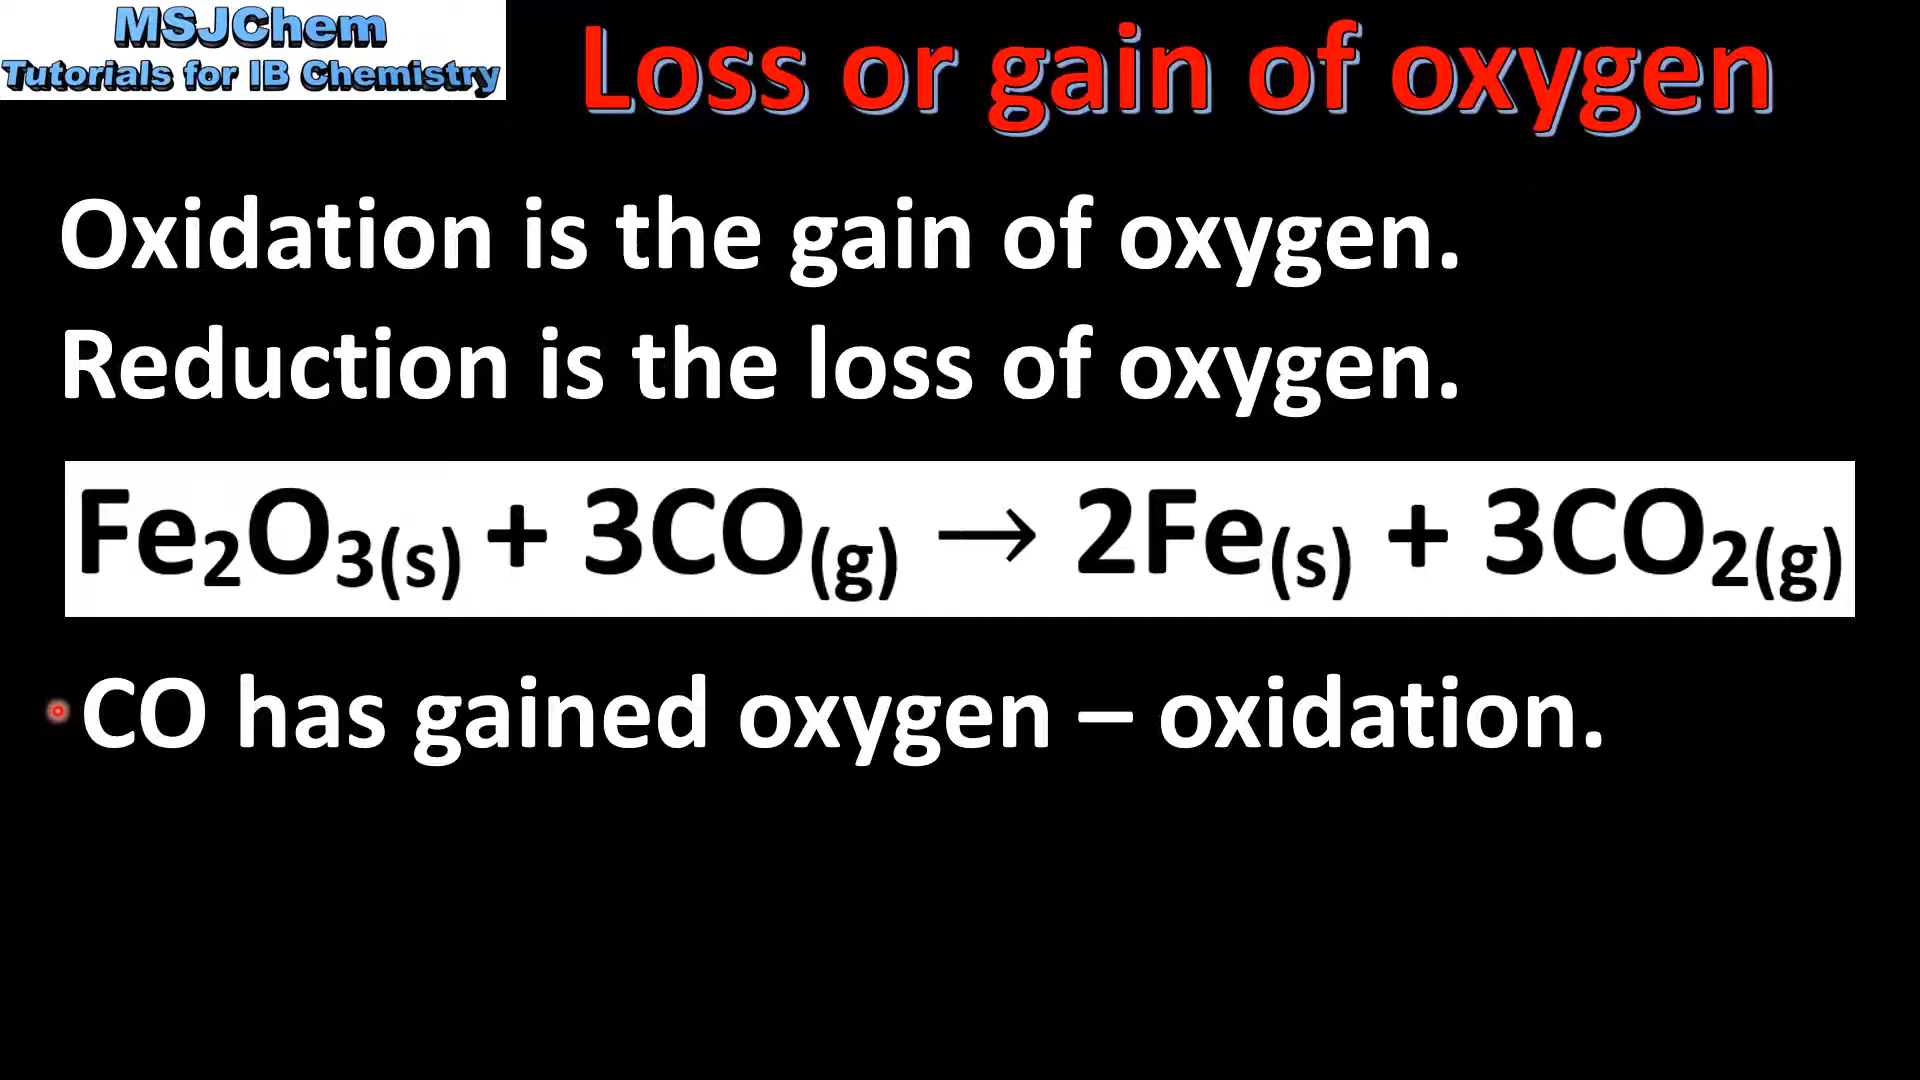 MSJChem
Tutorials for IB Chemistry
Loss or gain of oxygen
Oxidation is the gain of oxygen.
Reduction is the loss of oxygen.
Fe₂O₃(s) + 3CO(g) → 2Fe(s) + 3CO₂(g)
CO has gained oxygen – oxidation.